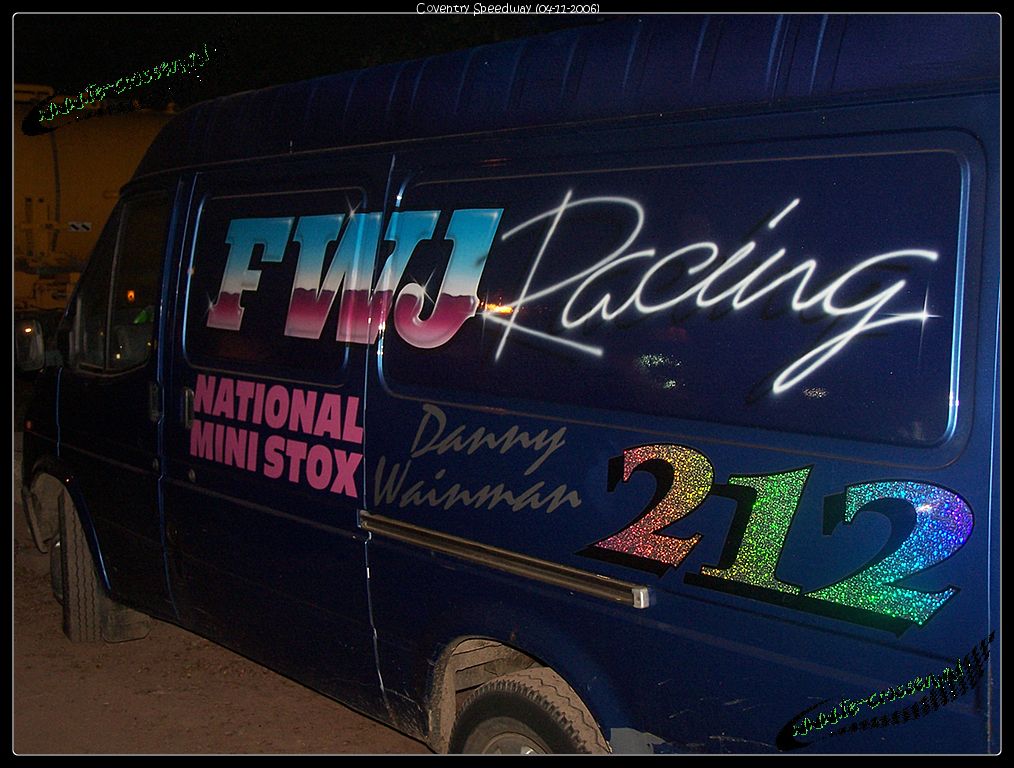 Coventry Speedway (04-11-2006)
FWJ Racing
NATIONAL
MINI STOX
Danny
Wainman
212